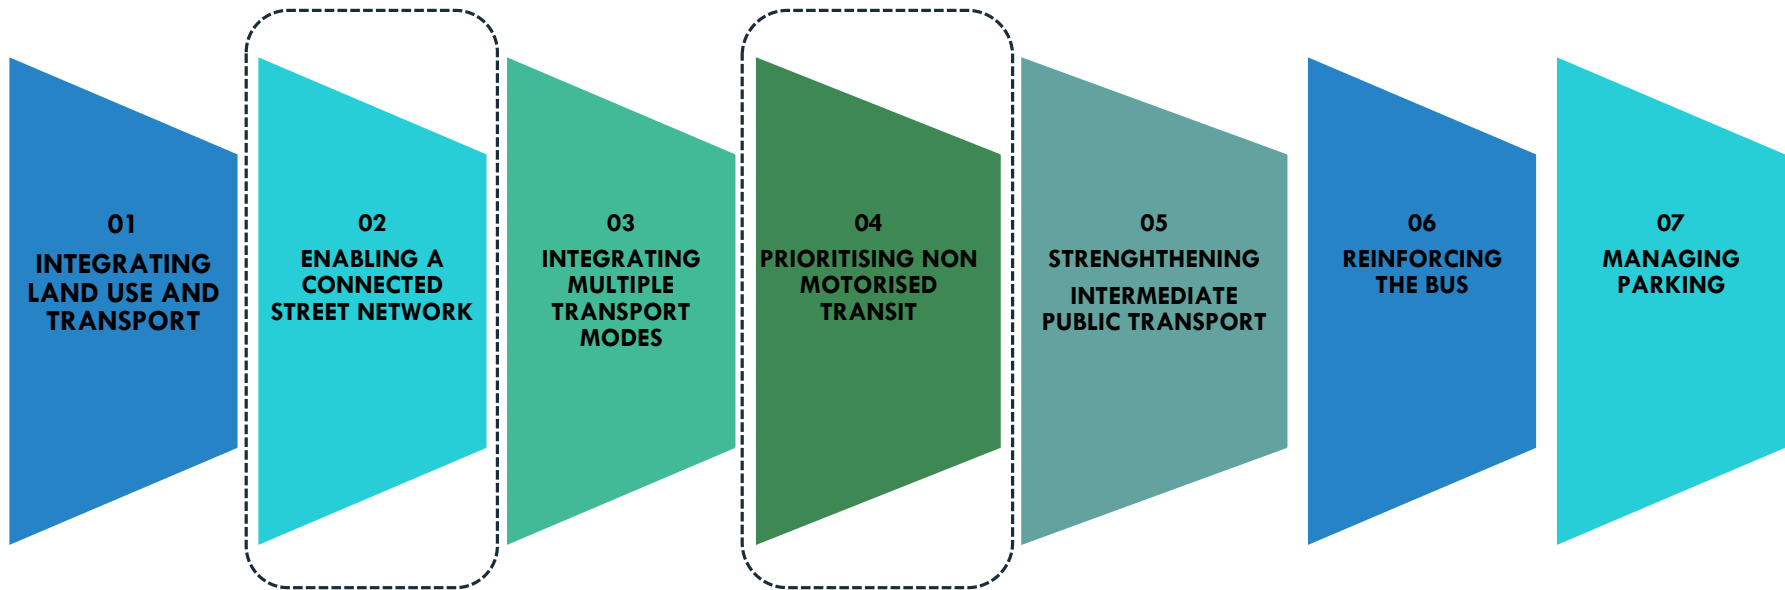 01
INTEGRATING
LAND USE AND
TRANSPORT
02
ENABLING A
CONNECTED
STREET NETWORK
03
INTEGRATING
MULTIPLE
TRANSPORT
MODES
04
PRIORITISING NON
MOTORISED
TRANSIT
05
STRENGHTHENING
INTERMEDIATE
PUBLIC TRANSPORT
06
REINFORCING
THE BUS
07
MANAGING
PARKING